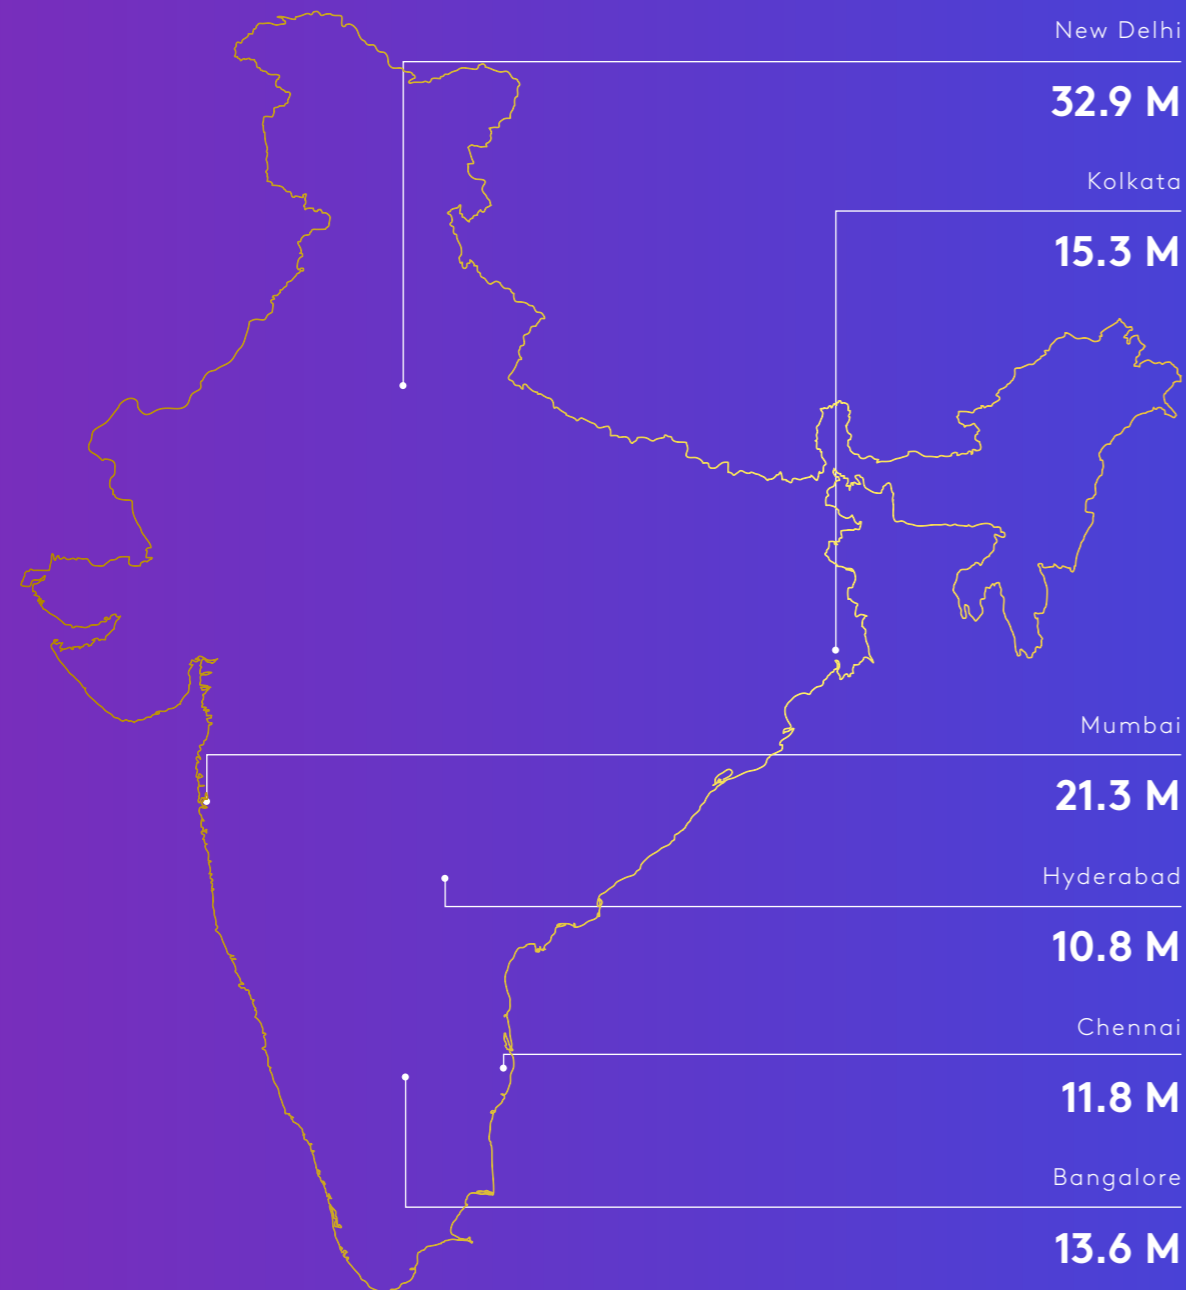 New Delhi
32.9 M
Kolkata
15.3 M
Mumbai
21.3 M
Hyderabad
10.8 M
Chennai
11.8 M
Bangalore
13.6 M